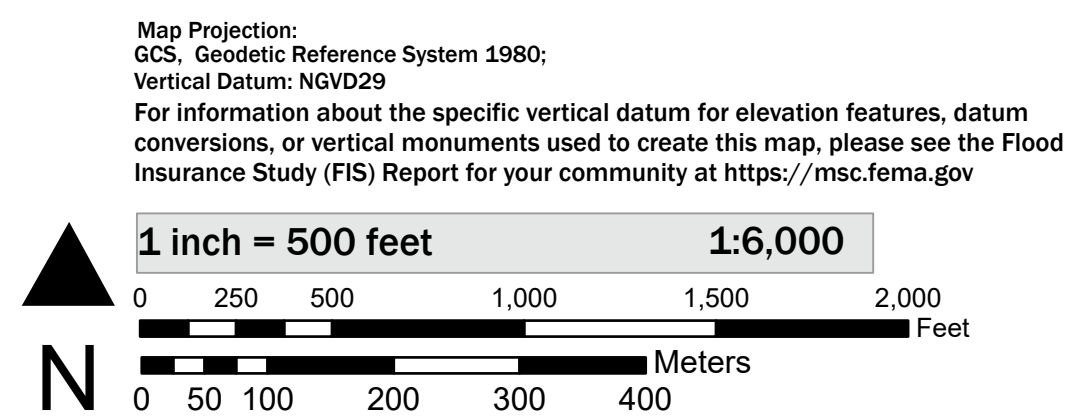 Map Projection:
GCS, Geodetic Reference System 1980;
Vertical Datum: NGVD29
For information about the specific vertical datum for elevation features, datum
conversions, or vertical monuments used to create this map, please see the Flood
Insurance Study (FIS) Report for your community at https://msc.fema.gov
1 inch = 500 feet 1:6,000
0 250 500 1,000 1,500 2,000
Feet
Meters
N
0 50 100 200 300 400